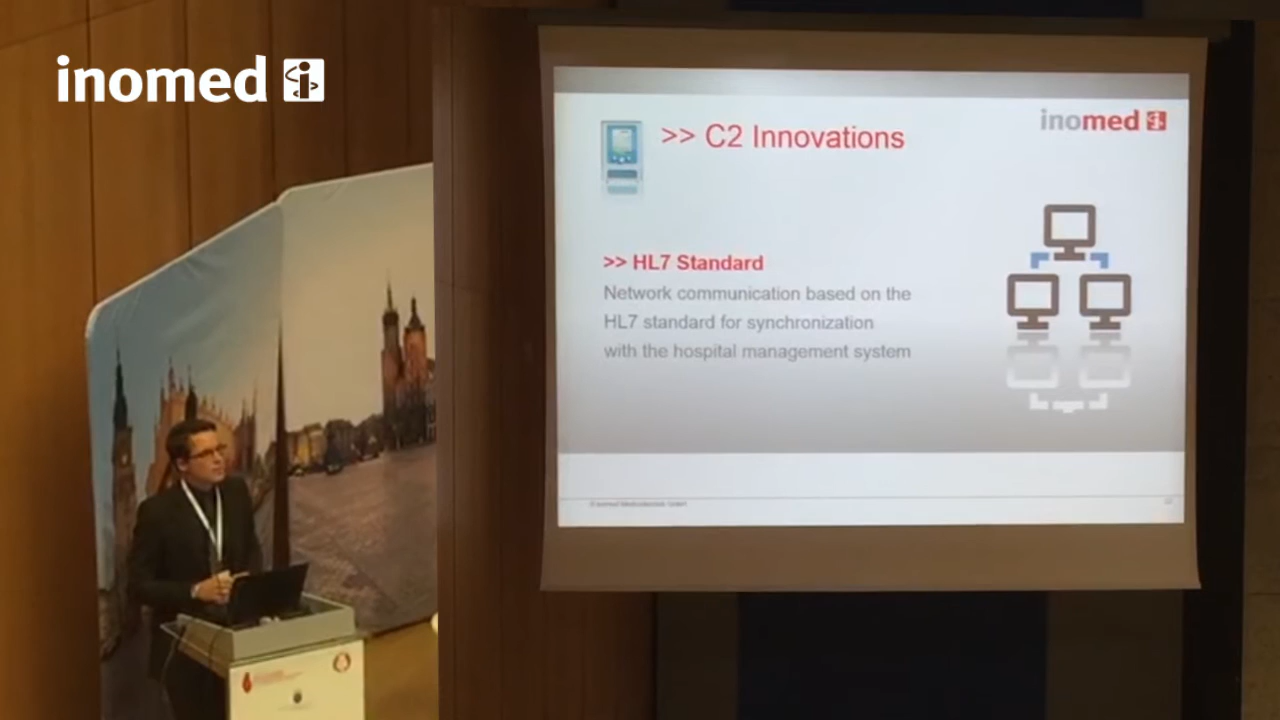 inomed
>> C2 Innovations
inomed
>> HL7 Standard
Network communication based on the
HL7 standard for synchronization
with the hospital management system